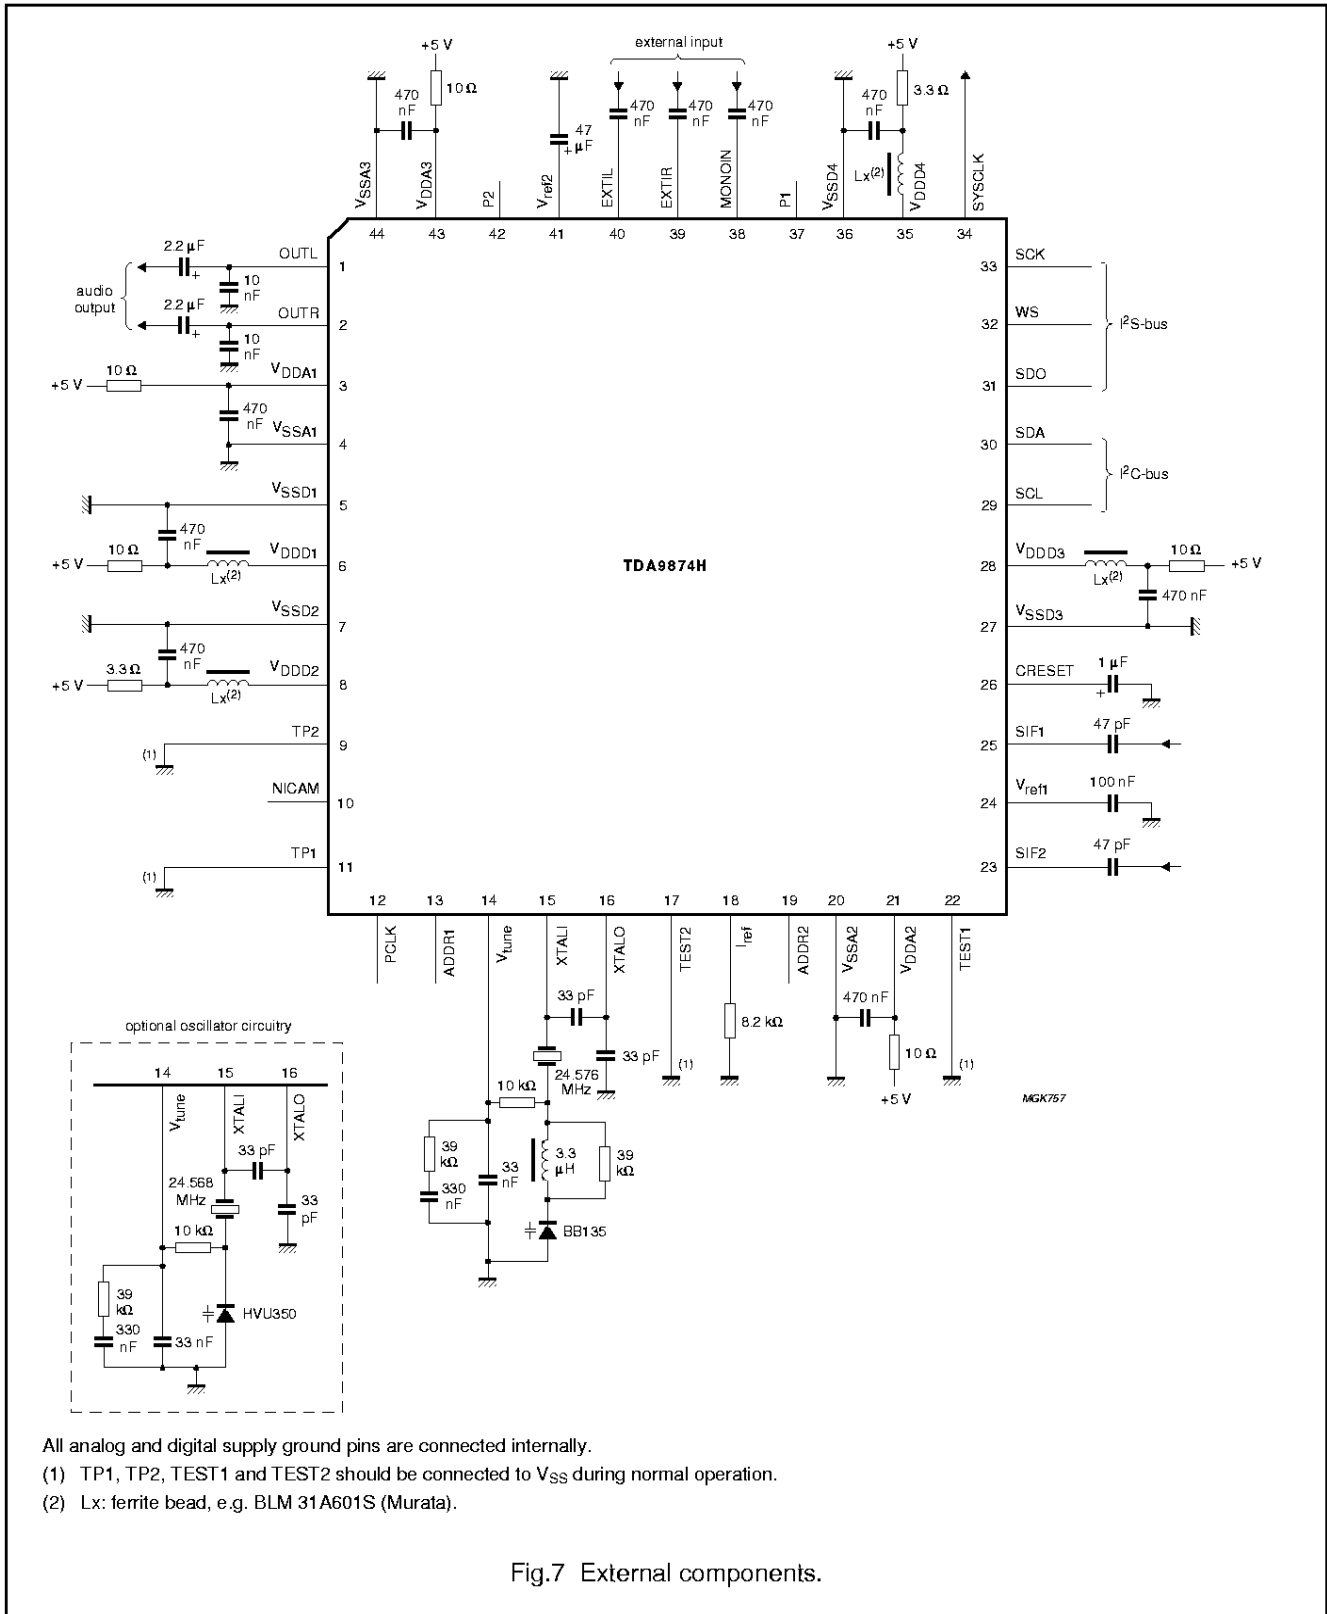 +5 V
external input
+5 V
470 nF
10 Ω
47 µF
+
470 nF
470 nF
470 nF
470 nF
3.3 Ω
Lx(2)
VSSA3
VDDA3
P2
Vref2
EXTIL
EXTIR
MONOIN
P1
VSSD4
VDDD4
SYSCLK
44
43
42
41
40
39
38
37
36
35
34
audio output
2.2 µF
+
OUTL
1
10 nF
2.2 µF
+
OUTR
2
10 nF
+5 V
10 Ω
VDDA1
3
470 nF
VSSA1
4
VSSD1
5
470 nF
+5 V
10 Ω
Lx(2)
VDDD1
6
VSSD2
7
470 nF
+5 V
3.3 Ω
Lx(2)
VDDD2
8
(1)
TP2
9
NICAM
10
(1)
TP1
11
TDA9874H
33
SCK
32
WS
31
SDO
I2S-bus
30
SDA
29
SCL
I2C-bus
28
VDDD3
Lx(2)
10 Ω
+5 V
470 nF
27
VSSD3
26
CRESET
1 µF
+
25
SIF1
47 pF
24
Vref1
100 nF
23
SIF2
47 pF
12
13
14
15
16
17
18
19
20
21
22
PCLK
ADDR1
Vtune
XTALI
XTALO
TEST2
Iref
ADDR2
VSSA2
VDDA2
TEST1
33 pF
33 pF
24.576 MHz
10 kΩ
39 kΩ
330 nF
33 nF
3.3 µH
39 kΩ
BB135
(1)
8.2 kΩ
470 nF
10 Ω
+5 V
(1)
MGK757
optional oscillator circuitry
14
15
16
Vtune
XTALI
XTALO
33 pF
24.568 MHz
33 pF
10 kΩ
39 kΩ
330 nF
33 nF
HVU350
All analog and digital supply ground pins are connected internally.
(1) TP1, TP2, TEST1 and TEST2 should be connected to VSS during normal operation.
(2) Lx: ferrite bead, e.g. BLM 31A601S (Murata).
Fig.7 External components.